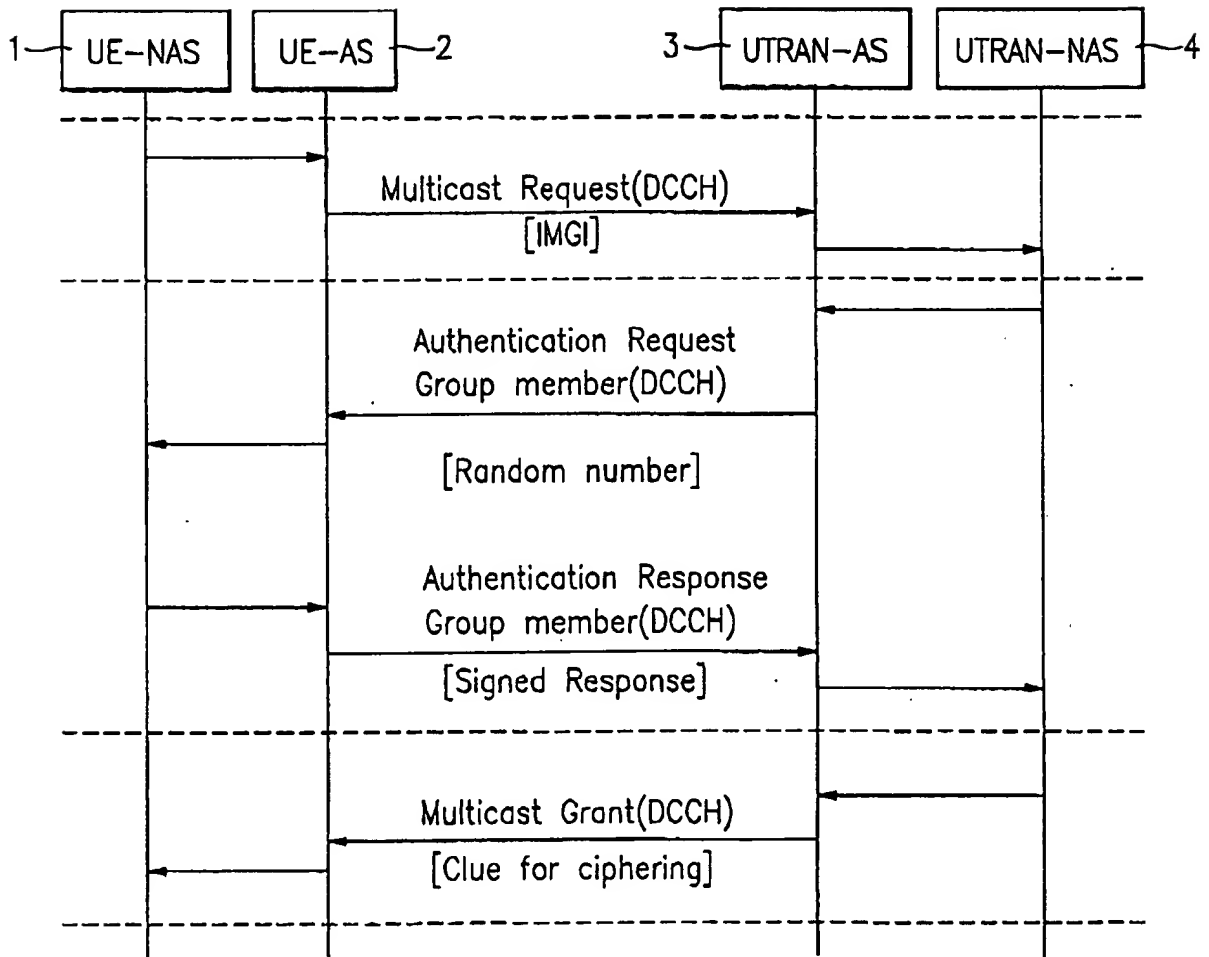 1 UE-NAS UE-AS 2 3 UTRAN-AS UTRAN-NAS 4
Multicast Request(DCCH)
[IMGI]
Authentication Request
Group member(DCCH)
[Random number]
Authentication Response
Group member(DCCH)
[Signed Response]
Multicast Grant(DCCH)
[Clue for ciphering]